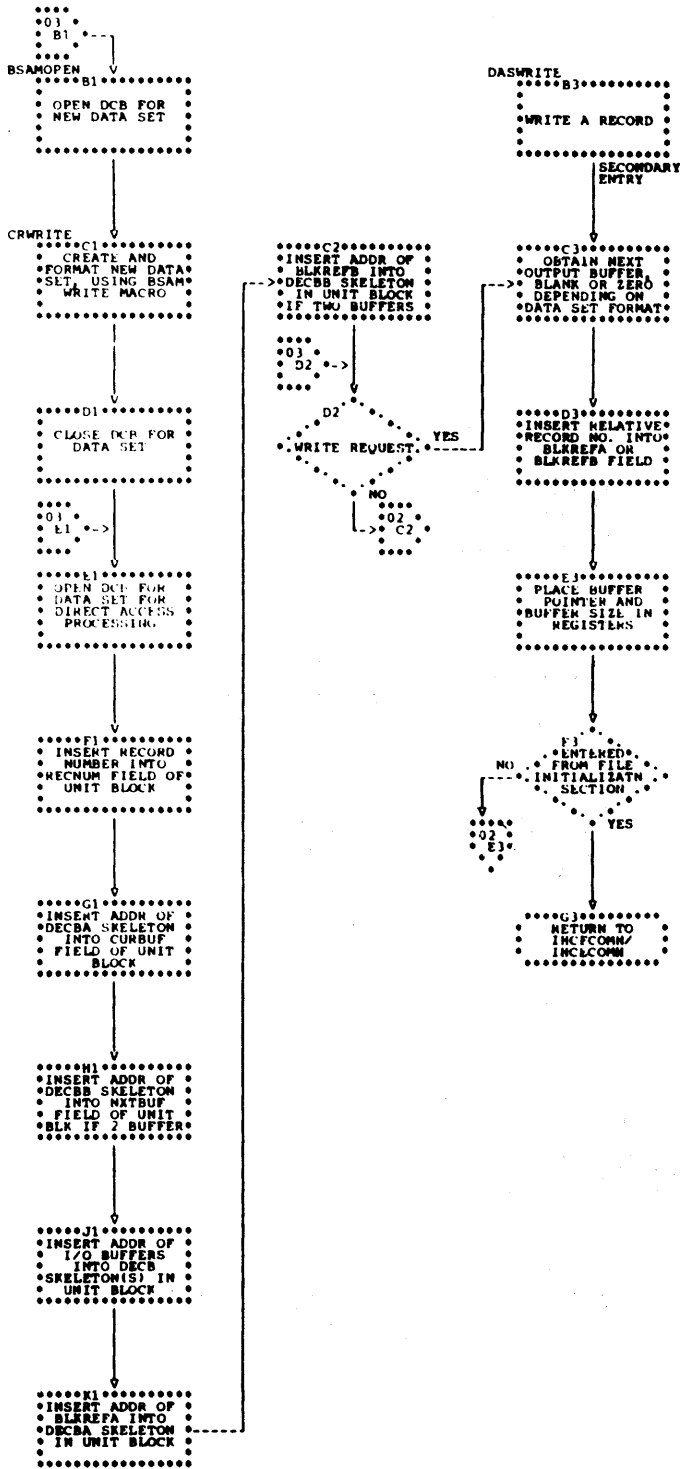 03
B1
BSAMOPEN
B1
OPEN DCB FOR
NEW DATA SET
CRWRITE
C1
CREATE AND
FORMAT NEW DATA
SET, USING BSAM
WRITE MACRO
D1
CLOSE DCB FOR
DATA SET
03
E1
E1
OPEN DCB FOR
DATA SET FOR
DIRECT ACCESS
PROCESSING
F1
INSERT RECORD
NUMBER INTO
RECNUM FIELD OF
UNIT BLOCK
G1
INSERT ADDR OF
DECBA SKELETON
INTO CURBUF
FIELD OF UNIT
BLOCK
H1
INSERT ADDR OF
DECBB SKELETON
INTO NXTBUF
FIELD OF UNIT
BLK IF 2 BUFFER
J1
INSERT ADDR OF
I/O BUFFERS
INTO DECB
SKELETON(S) IN
UNIT BLOCK
K1
INSERT ADDR OF
BLKREFA INTO
DECBA SKELETON
IN UNIT BLOCK
C2
INSERT ADDR OF
BLKREFB INTO
DECBB SKELETON
IN UNIT BLOCK
IF TWO BUFFERS
03
D2
D2
WRITE REQUEST
YES
NO
02
C2
DASWRITE
B3
WRITE A RECORD
SECONDARY
ENTRY
C3
OBTAIN NEXT
OUTPUT BUFFER,
BLANK OR ZERO
DEPENDING ON
DATA SET FORMAT
D3
INSERT RELATIVE
RECORD NO. INTO
BLKREFA OR
BLKREFB FIELD
E3
PLACE BUFFER
POINTER AND
BUFFER SIZE IN
REGISTERS
F3
ENTERED
FROM FILE
INITIALIZATN
SECTION
NO
YES
02
E3
G3
RETURN TO
IHCFCOMH/
IHCECOMH